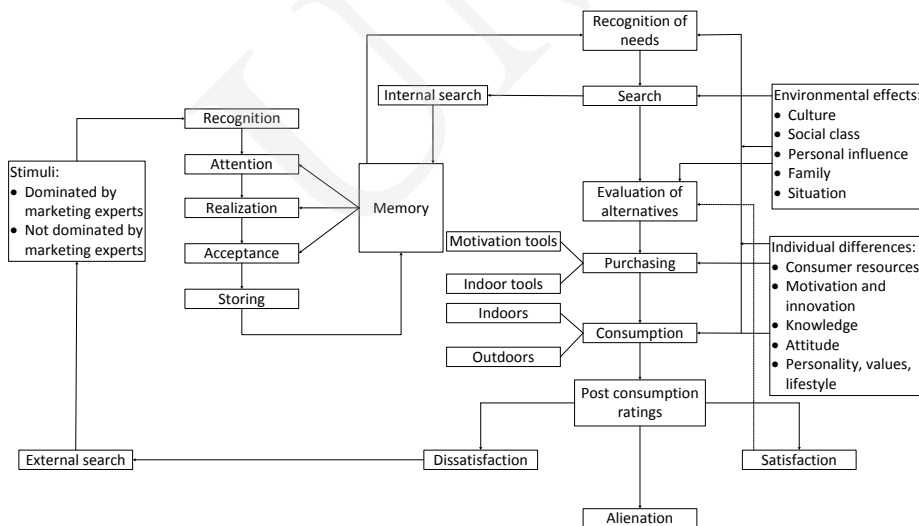 Recognition of
needs
Internal search
Search
Environmental effects:
• Culture
• Social class
• Personal influence
• Family
• Situation
Recognition
Attention
Realization
Acceptance
Storing
Stimuli:
• Dominated by
marketing experts
• Not dominated by
marketing experts
Memory
Evaluation of
alternatives
Motivation tools
Purchasing
Indoor tools
Indoors
Consumption
Outdoors
Individual differences:
• Consumer resources
• Motivation and
innovation
• Knowledge
• Attitude
• Personality, values,
lifestyle
Post consumption
ratings
External search
Dissatisfaction
Satisfaction
Alienation